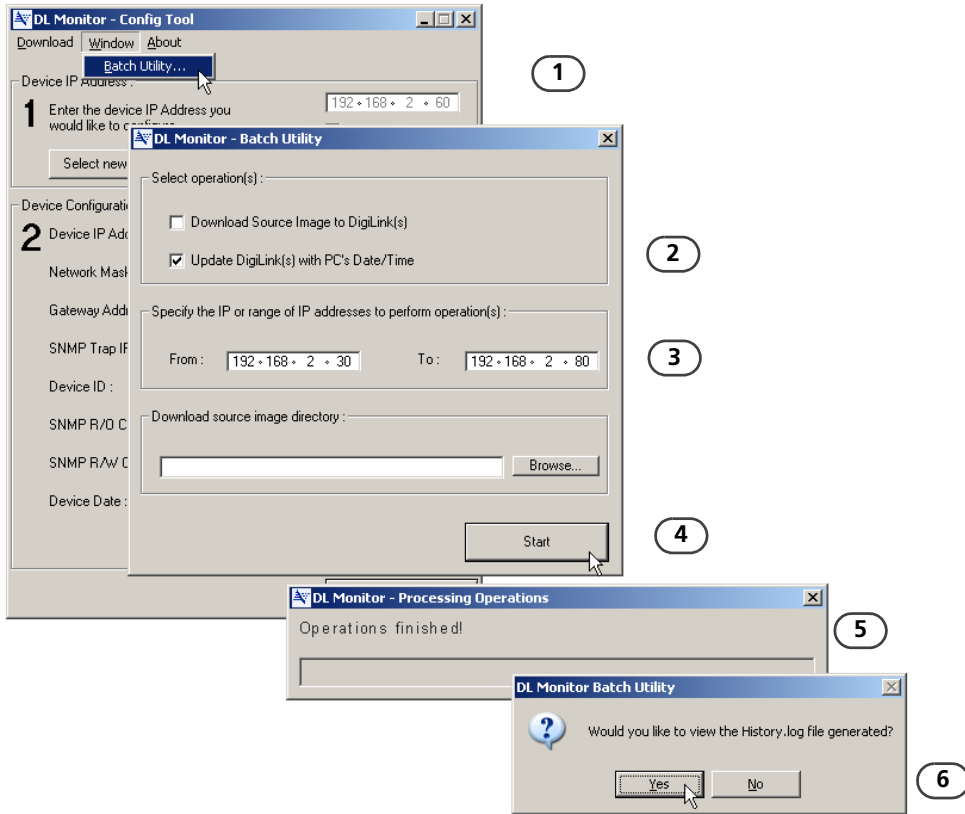 DL Monitor - Config Tool
Download Window About
Batch Utility...
1
Device IP Address :
1 Enter the device IP Address you
would like to configure
192 168 2 60
Select new
DL Monitor - Batch Utility
Select operation(s) :
Download Source Image to DigiLink(s)
Update DigiLink(s) with PC's Date/Time
2
Specify the IP or range of IP addresses to perform operation(s) :
From : 192 168 2 30 To : 192 168 2 80
3
Download source image directory :
Browse...
Start
4
Device Configurati
2 Device IP Add
Network Mask
Gateway Addr
SNMP Trap IP
Device ID :
SNMP R/O C
SNMP R/W C
Device Date :
DL Monitor - Processing Operations
Operations finished!
5
DL Monitor Batch Utility
Would you like to view the History.log file generated?
Yes No
6